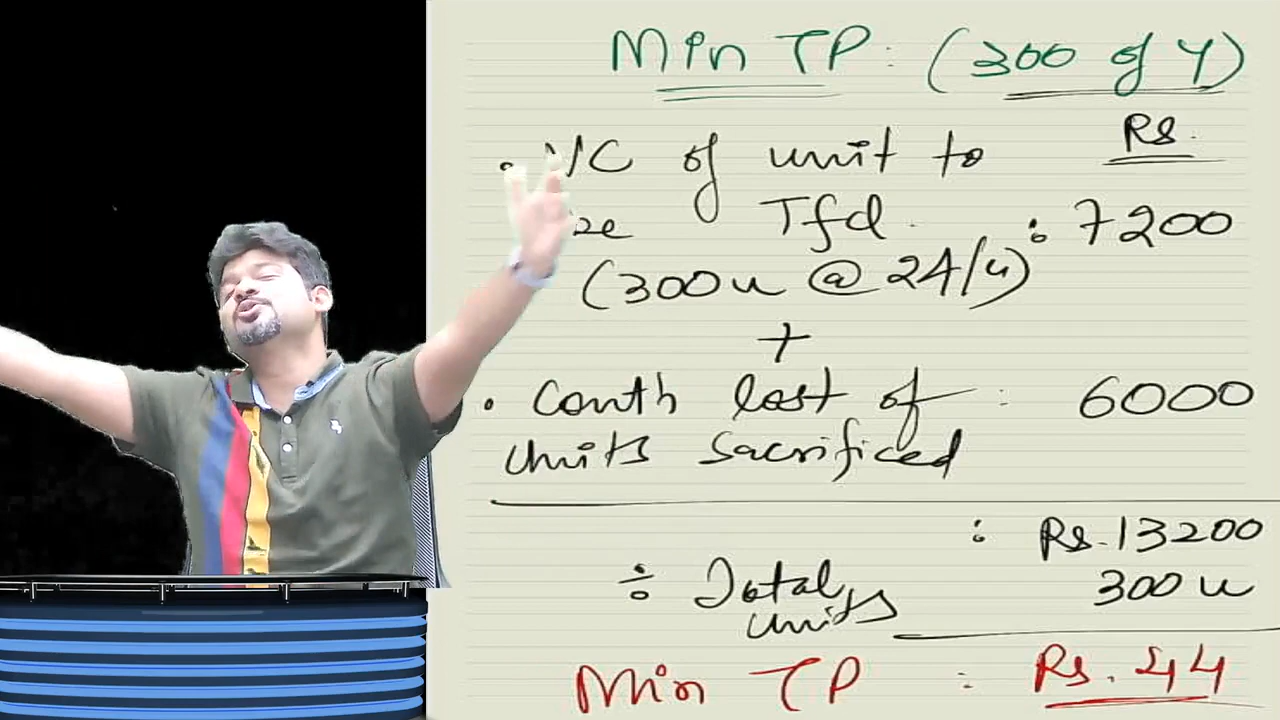 Min TP: (300 of Y)
Rs.
• VC of unit to
be Tfd. : 7200
(300u @ 24/u)
+
• Contn lost of : 6000
units sacrificed
: Rs. 13200
÷ Total units 300 u
Min TP : Rs. 44